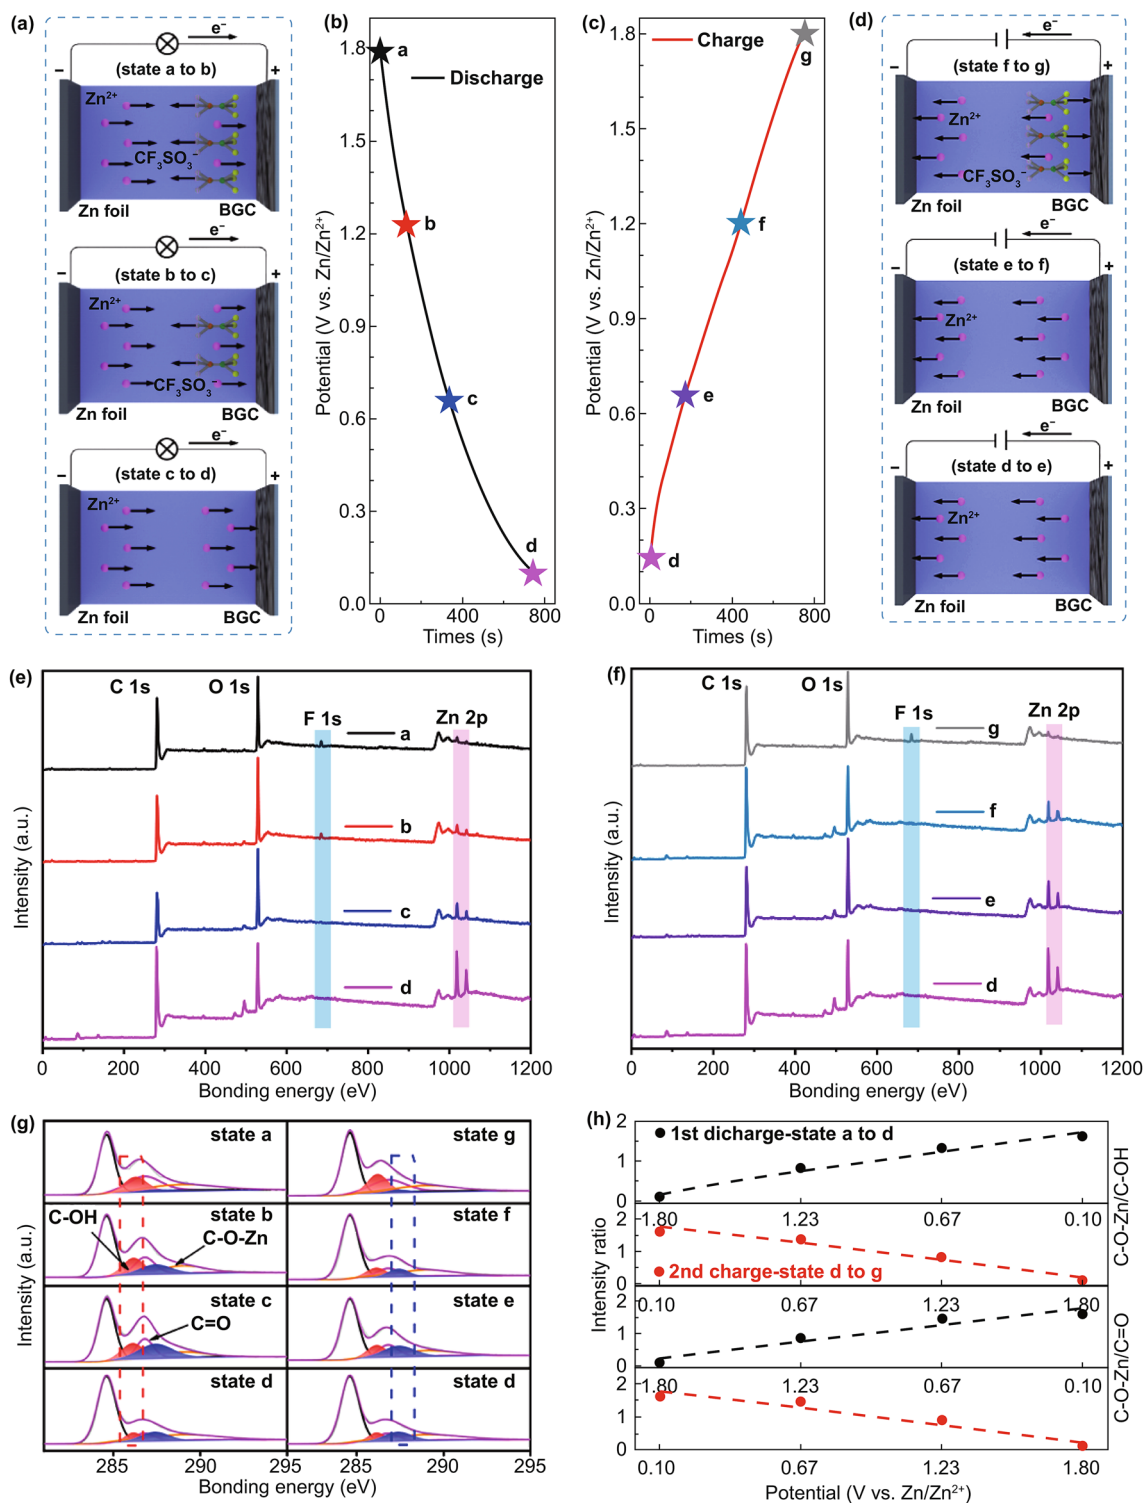 (a)
e⁻
(state a to b)
− +
Zn²⁺
CF₃SO₃⁻
Zn foil BGC
e⁻
(state b to c)
− +
Zn²⁺
CF₃SO₃⁻
Zn foil BGC
e⁻
(state c to d)
− +
Zn²⁺
Zn foil BGC
(b)
Discharge
a
b
c
d
Potential (V vs. Zn/Zn²⁺)
1.8
1.5
1.2
0.9
0.6
0.3
0.0
0 400 800
Times (s)
(c)
Charge
g
f
e
d
Potential (V vs. Zn/Zn²⁺)
1.8
1.5
1.2
0.9
0.6
0.3
0.0
0 400 800
Times (s)
(d)
e⁻
(state f to g)
− +
Zn²⁺
CF₃SO₃⁻
Zn foil BGC
e⁻
(state e to f)
− +
Zn²⁺
Zn foil BGC
e⁻
(state d to e)
− +
Zn²⁺
Zn foil BGC
(e)
C 1s O 1s F 1s Zn 2p
a
b
c
d
Intensity (a.u.)
0 200 400 600 800 1000 1200
Bonding energy (eV)
(f)
C 1s O 1s F 1s Zn 2p
g
f
e
d
Intensity (a.u.)
0 200 400 600 800 1000 1200
Bonding energy (eV)
(g)
state a state g
state b state f
C-OH C-O-Zn
state c state e
C=O
state d state d
Intensity (a.u.)
285 290 295 285 290 295
Bonding energy (eV)
(h)
1st dicharge-state a to d
2
1
0
1.80 1.23 0.67 0.10
2
1
0
2nd charge-state d to g
0.10 0.67 1.23 1.80
2
1
0
1.80 1.23 0.67 0.10
2
1
0
0.10 0.67 1.23 1.80
Intensity ratio
C-O-Zn/C-OH
C-O-Zn/C=O
Potential (V vs. Zn/Zn²⁺)